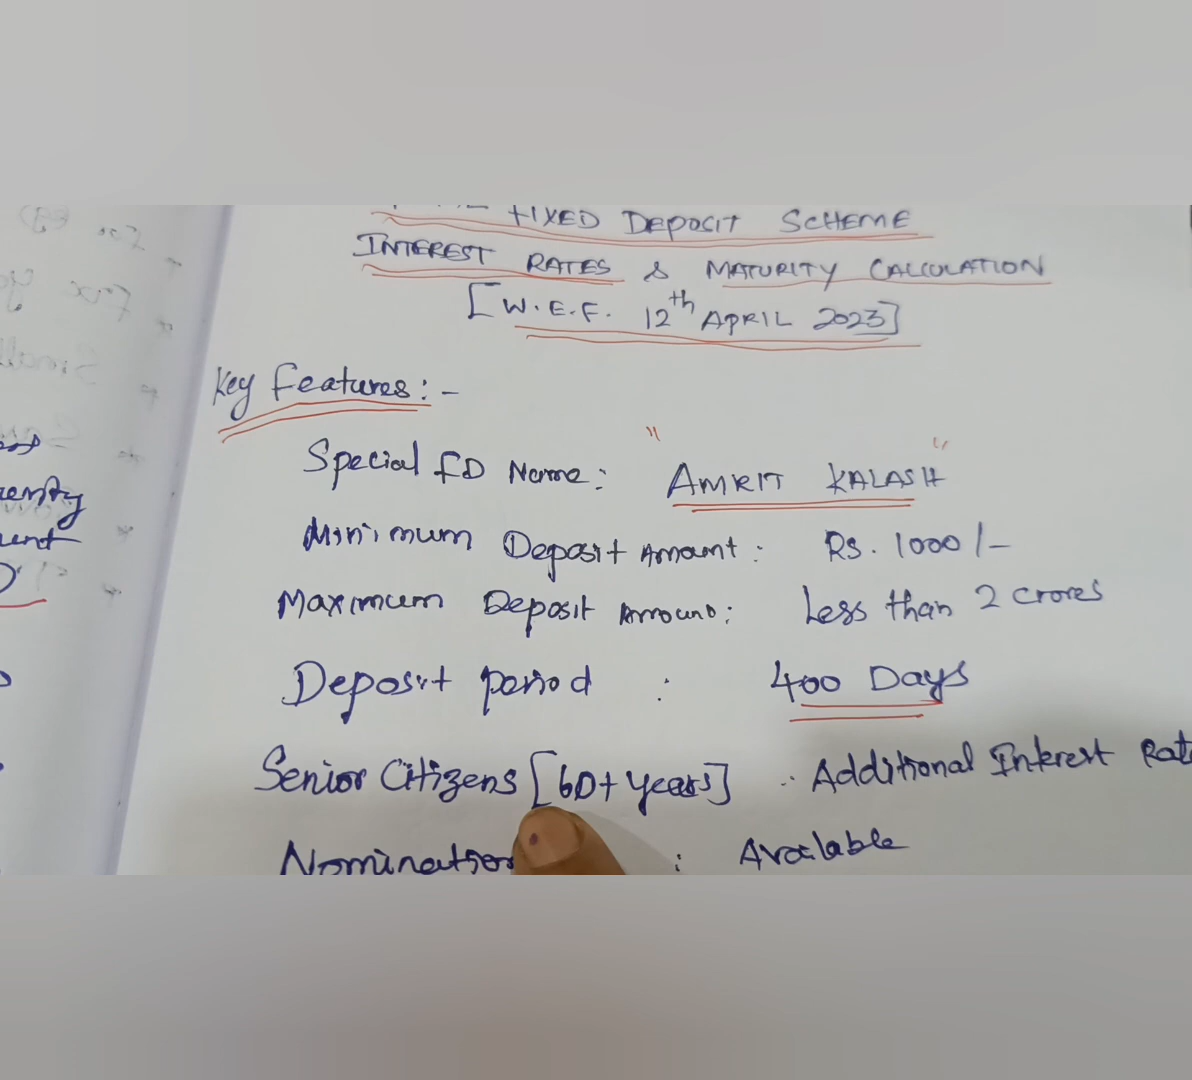 FIXED DEPOSIT SCHEME
INTEREST RATES & MATURITY CALCULATION
[W.E.F. 12th APRIL 2023]
Key Features:-
Special FD Name: "AMRIT KALASH"
Minimum Deposit Amount: Rs. 1000/-
Maximum Deposit Amount: Less than 2 crores
Deposit period : 400 Days
Senior Citizens [60+ years] : Additional Interest Rate
Nomination : Available